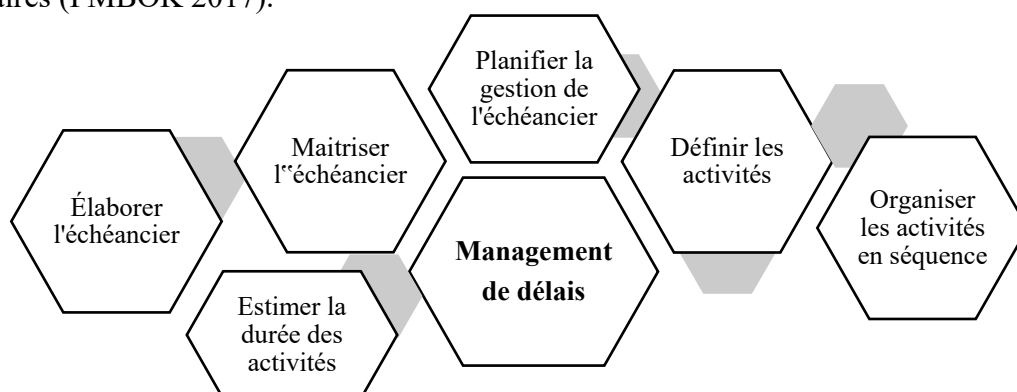 (PMBOK 2017).
Planifier la
gestion de
l'échéancier
Maitriser
l‟échéancier
Définir les
activités
Élaborer
l'échéancier
Organiser
les activités
en séquence
Management
de délais
Estimer la
durée des
activités